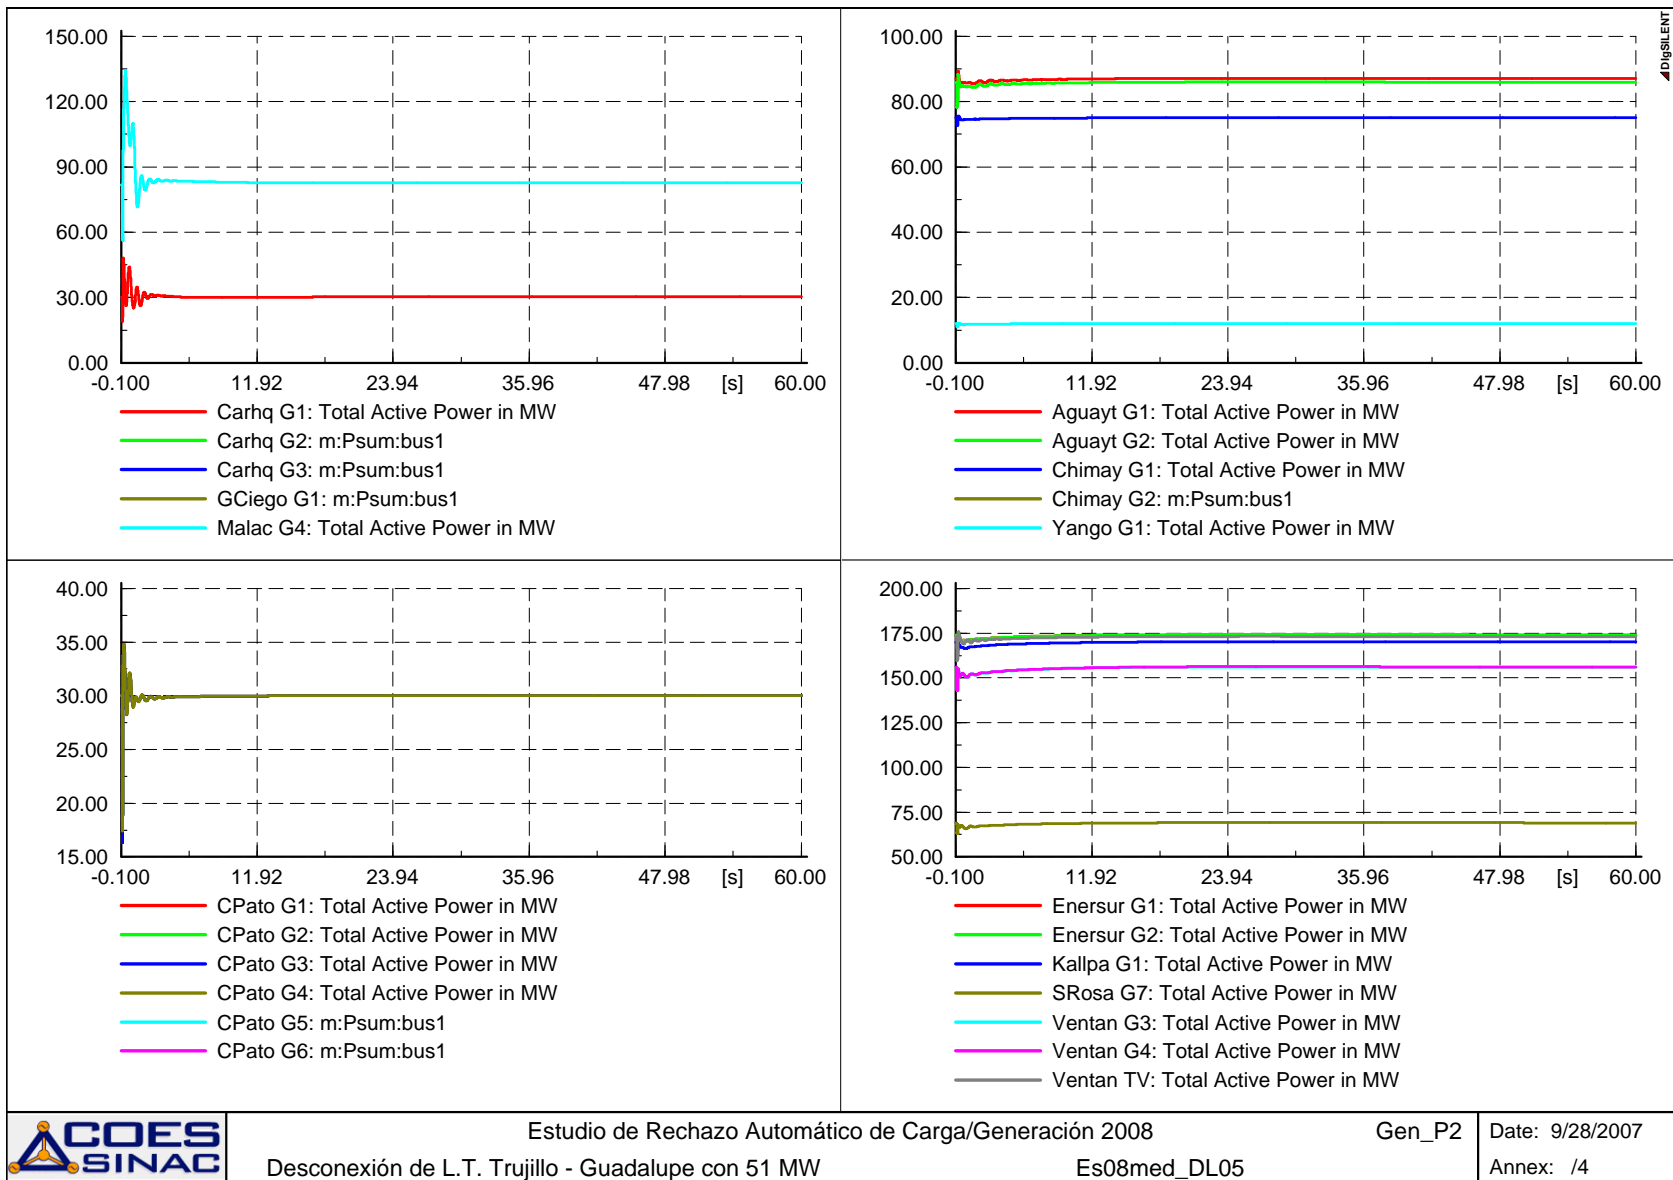 DIgSILENT
150.00
120.00
90.00
60.00
30.00
0.00
-0.100 11.92 23.94 35.96 47.98 [s] 60.00
Carhq G1: Total Active Power in MW
Carhq G2: m:Psum:bus1
Carhq G3: m:Psum:bus1
GCiego G1: m:Psum:bus1
Malac G4: Total Active Power in MW
100.00
80.00
60.00
40.00
20.00
0.00
-0.100 11.92 23.94 35.96 47.98 [s] 60.00
Aguayt G1: Total Active Power in MW
Aguayt G2: Total Active Power in MW
Chimay G1: Total Active Power in MW
Chimay G2: m:Psum:bus1
Yango G1: Total Active Power in MW
40.00
35.00
30.00
25.00
20.00
15.00
-0.100 11.92 23.94 35.96 47.98 [s] 60.00
CPato G1: Total Active Power in MW
CPato G2: Total Active Power in MW
CPato G3: Total Active Power in MW
CPato G4: Total Active Power in MW
CPato G5: m:Psum:bus1
CPato G6: m:Psum:bus1
200.00
175.00
150.00
125.00
100.00
75.00
50.00
-0.100 11.92 23.94 35.96 47.98 [s] 60.00
Enersur G1: Total Active Power in MW
Enersur G2: Total Active Power in MW
Kallpa G1: Total Active Power in MW
SRosa G7: Total Active Power in MW
Ventan G3: Total Active Power in MW
Ventan G4: Total Active Power in MW
Ventan TV: Total Active Power in MW
COES
SINAC
Estudio de Rechazo Automático de Carga/Generación 2008 Gen_P2
Desconexión de L.T. Trujillo - Guadalupe con 51 MW Es08med_DL05
Date: 9/28/2007
Annex: /4